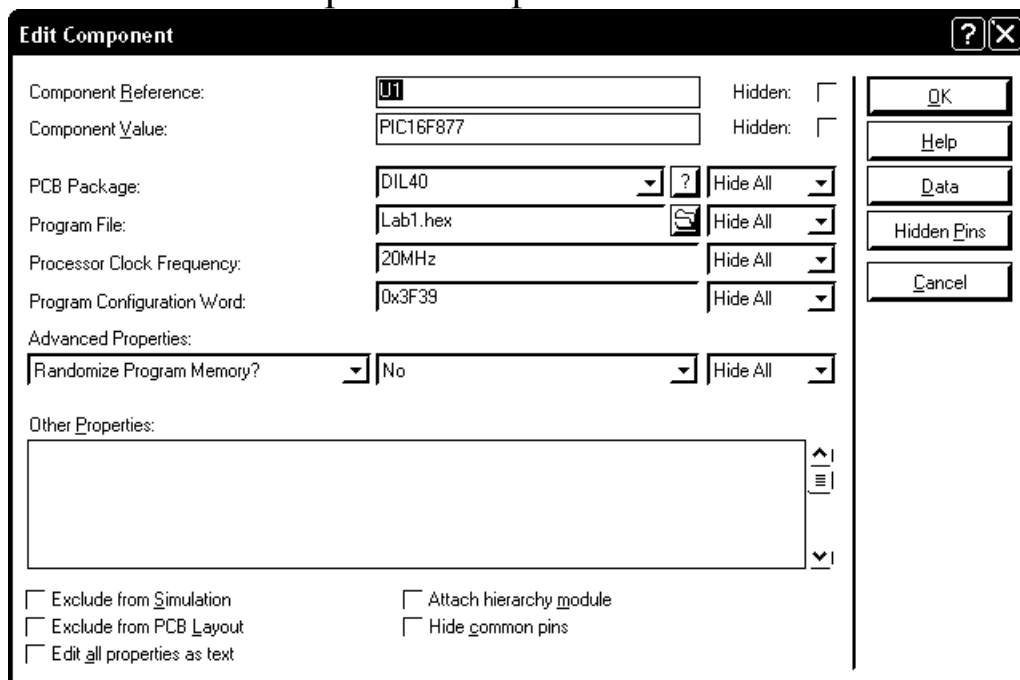 Edit Component
Component Reference: U1 Hidden:
Component Value: PIC16F877 Hidden:
PCB Package: DIL40 ? Hide All
Program File: Lab1.hex Hide All
Processor Clock Frequency: 20MHz Hide All
Program Configuration Word: 0x3F39 Hide All
Advanced Properties:
Randomize Program Memory? No Hide All
Other Properties:
Exclude from Simulation Attach hierarchy module
Exclude from PCB Layout Hide common pins
Edit all properties as text
OK
Help
Data
Hidden Pins
Cancel